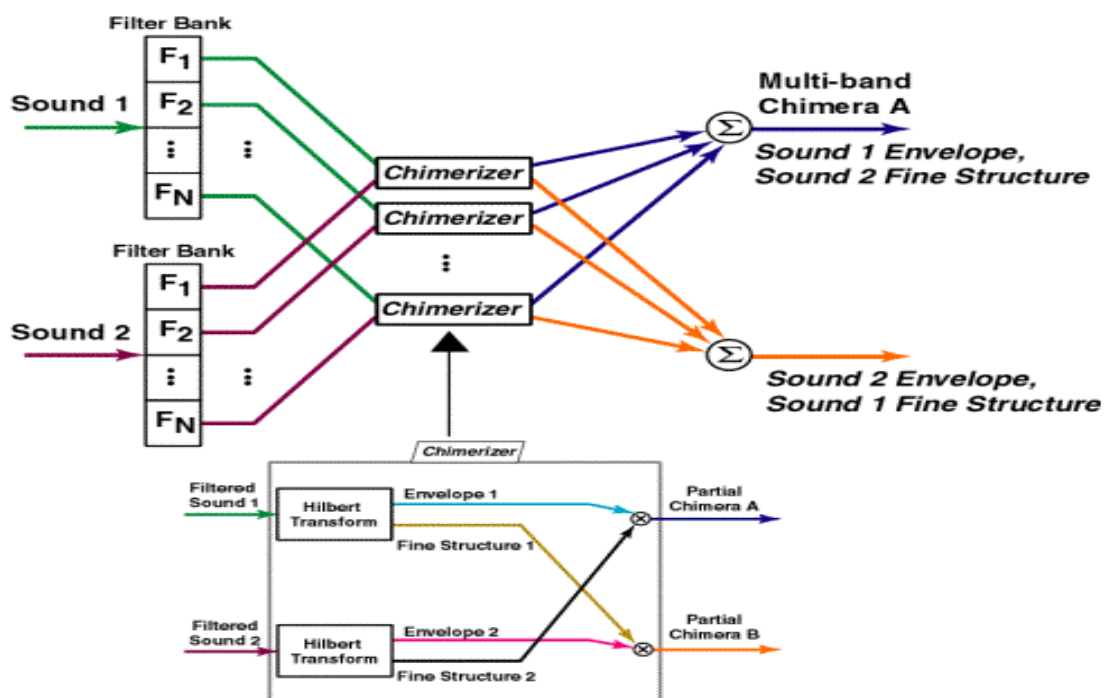 Filter Bank
F1
F2
⋮
FN
Sound 1
⋮
Filter Bank
F1
F2
⋮
FN
Sound 2
⋮
Chimerizer
Chimerizer
⋮
Chimerizer
Σ
Multi-band
Chimera A
Sound 1 Envelope,
Sound 2 Fine Structure
Σ
Sound 2 Envelope,
Sound 1 Fine Structure
Chimerizer
Filtered
Sound 1
Hilbert
Transform
Envelope 1
Fine Structure 1
⊗
Partial
Chimera A
Filtered
Sound 2
Hilbert
Transform
Envelope 2
Fine Structure 2
⊗
Partial
Chimera B